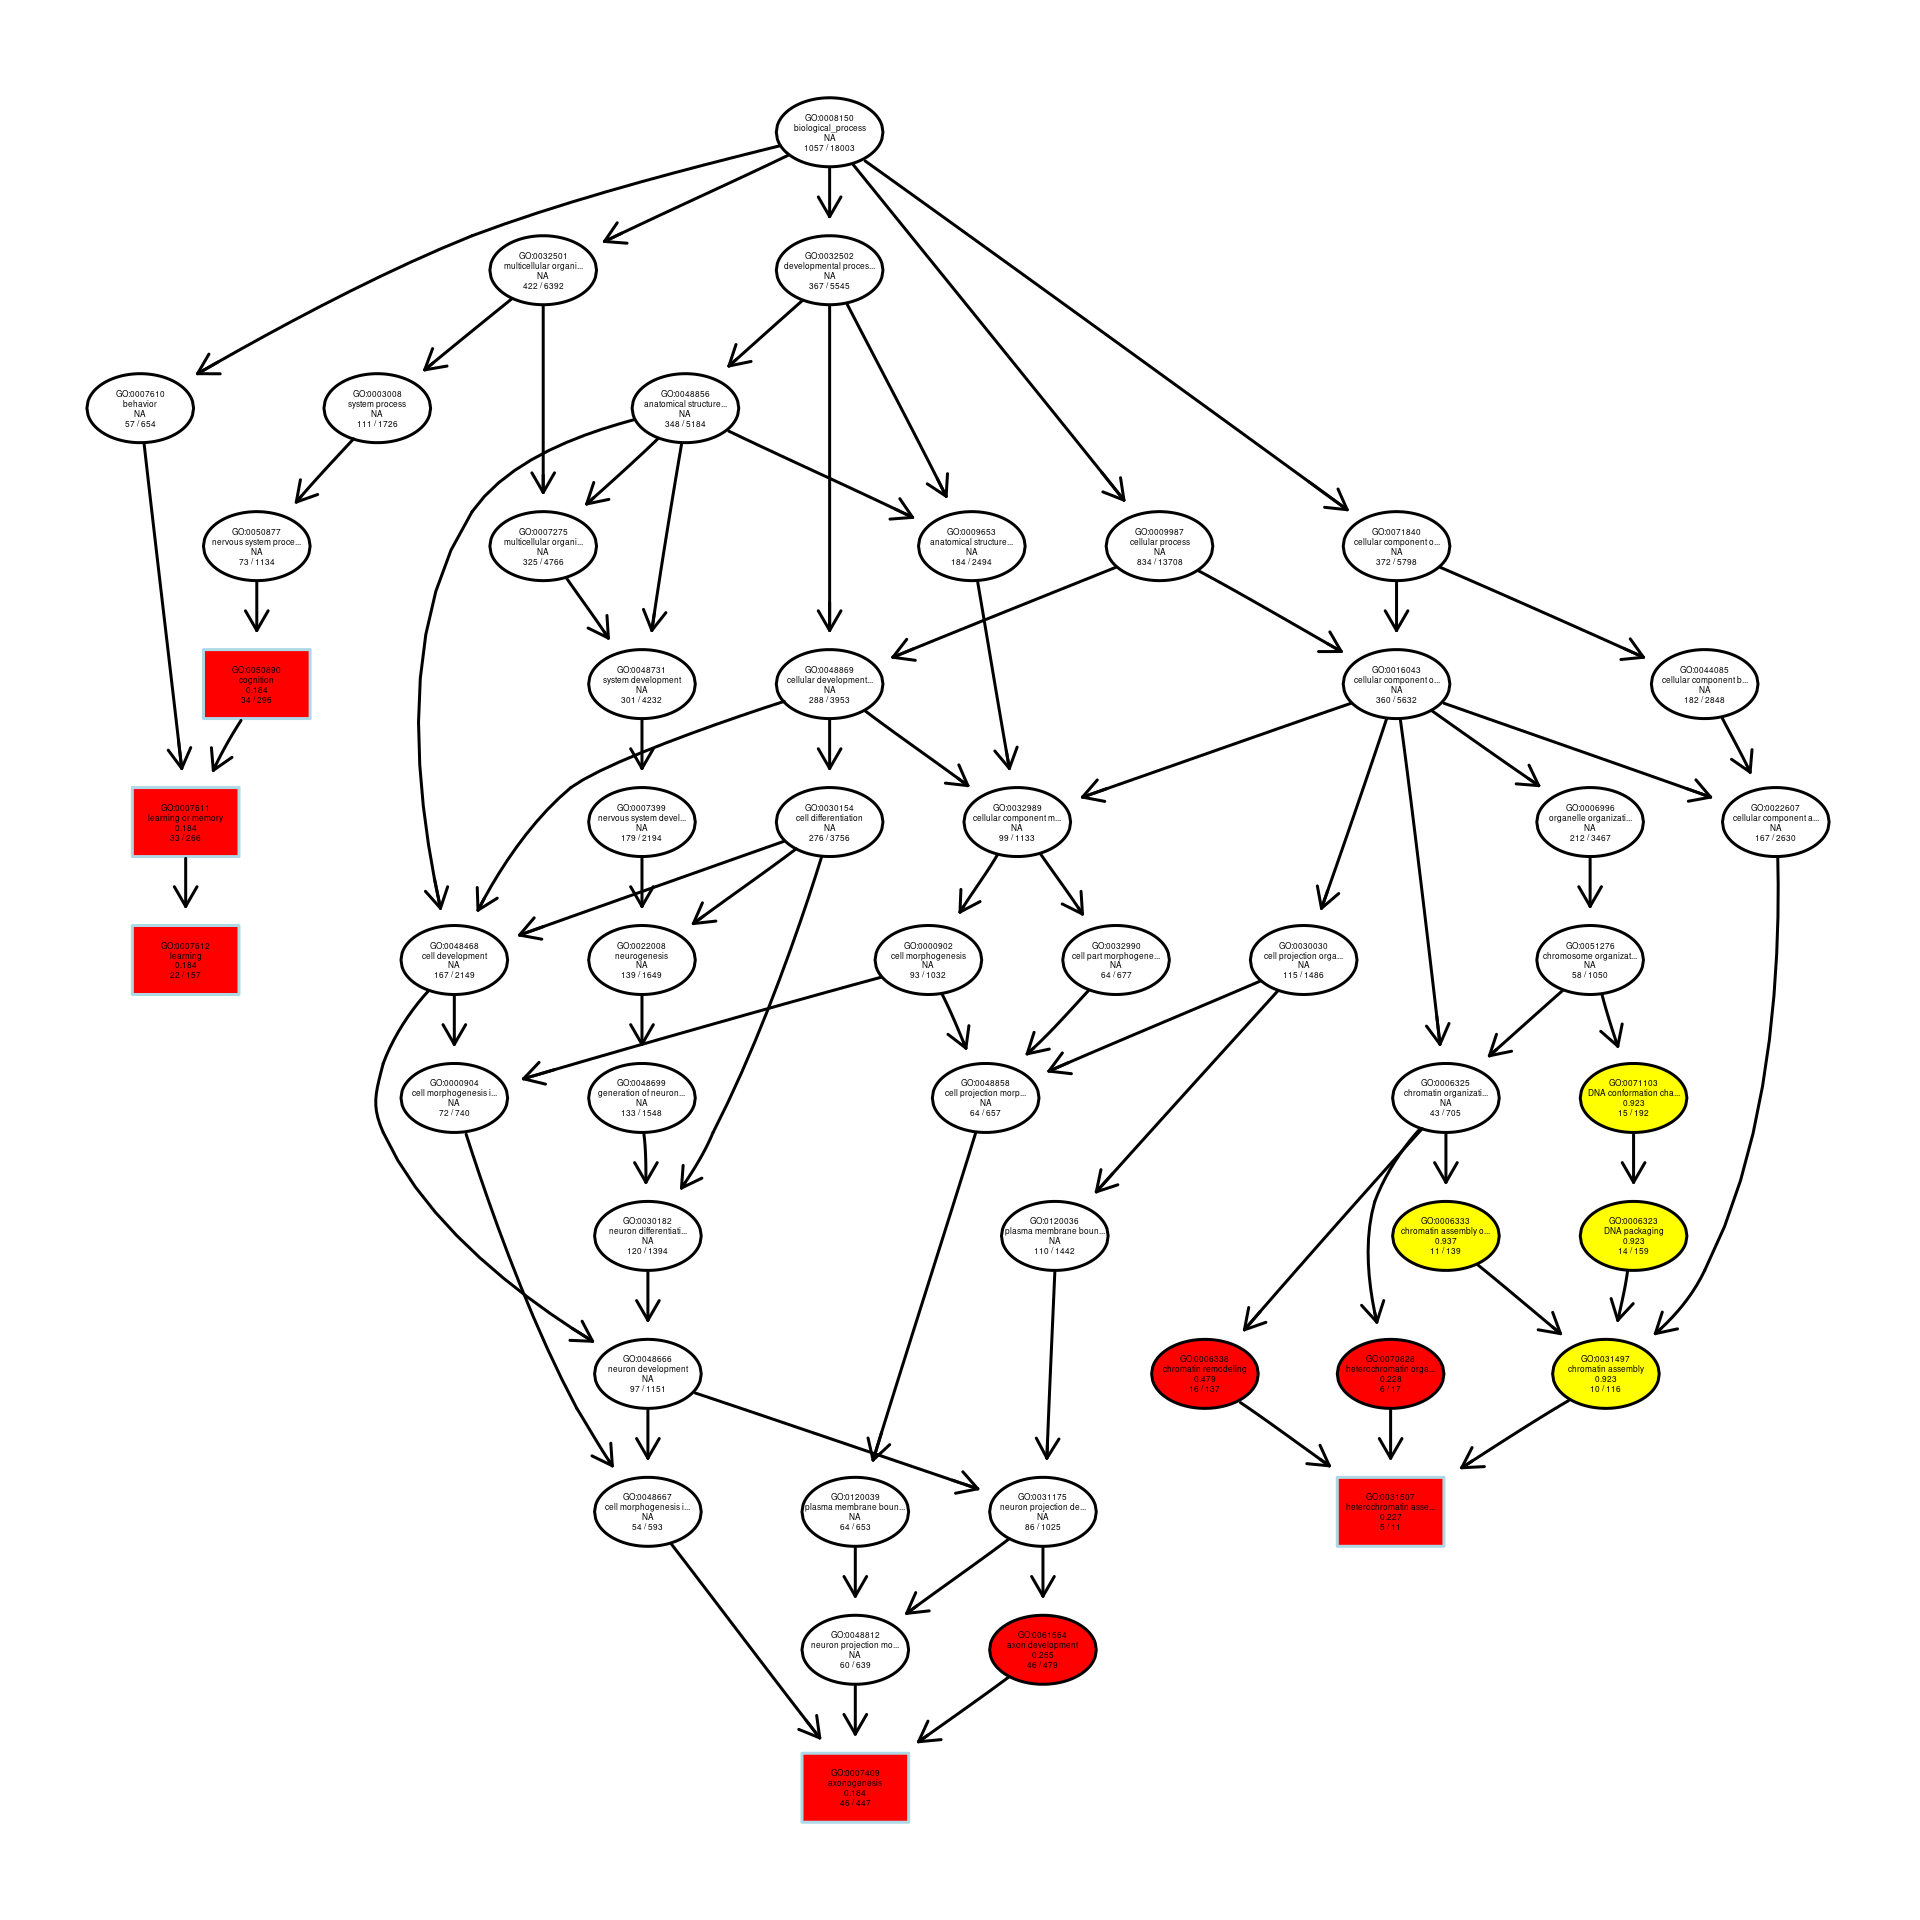 GO:0008150
biological_process
NA
1057 / 18003
GO:0032501
multicellular organi...
NA
422 / 6392
GO:0032502
developmental proces...
NA
367 / 5545
GO:0007610
behavior
NA
57 / 654
GO:0003008
system process
NA
111 / 1726
GO:0048856
anatomical structure...
NA
348 / 5184
GO:0050877
nervous system proce...
NA
73 / 1134
GO:0007275
multicellular organi...
NA
325 / 4766
GO:0009653
anatomical structure...
NA
184 / 2494
GO:0009987
cellular process
NA
834 / 13708
GO:0071840
cellular component o...
NA
372 / 5798
GO:0050890
cognition
0.184
34 / 296
GO:0048731
system development
NA
301 / 4232
GO:0048869
cellular development...
NA
288 / 3953
GO:0016043
cellular component o...
NA
360 / 5632
GO:0044085
cellular component b...
NA
182 / 2848
GO:0007611
learning or memory
0.184
33 / 266
GO:0007399
nervous system devel...
NA
179 / 2194
GO:0030154
cell differentiation
NA
276 / 3756
GO:0032989
cellular component m...
NA
99 / 1133
GO:0006996
organelle organizati...
NA
212 / 3467
GO:0022607
cellular component a...
NA
167 / 2630
GO:0007612
learning
0.184
22 / 157
GO:0048468
cell development
NA
167 / 2149
GO:0022008
neurogenesis
NA
139 / 1649
GO:0000902
cell morphogenesis
NA
93 / 1032
GO:0032990
cell part morphogene...
NA
64 / 677
GO:0030030
cell projection orga...
NA
115 / 1486
GO:0051276
chromosome organizat...
NA
58 / 1050
GO:0000904
cell morphogenesis i...
NA
72 / 740
GO:0048699
generation of neuron...
NA
133 / 1548
GO:0048858
cell projection morp...
NA
64 / 657
GO:0006325
chromatin organizati...
NA
43 / 705
GO:0071103
DNA conformation cha...
0.923
15 / 192
GO:0030182
neuron differentiati...
NA
120 / 1394
GO:0120036
plasma membrane boun...
NA
110 / 1442
GO:0006333
chromatin assembly o...
0.937
11 / 139
GO:0006323
DNA packaging
0.923
14 / 159
GO:0048666
neuron development
NA
97 / 1151
GO:0006338
chromatin remodeling
0.479
16 / 137
GO:0070828
heterochromatin orga...
0.228
6 / 17
GO:0031497
chromatin assembly
0.923
10 / 116
GO:0048667
cell morphogenesis i...
NA
54 / 593
GO:0120039
plasma membrane boun...
NA
64 / 653
GO:0031175
neuron projection de...
NA
86 / 1025
GO:0031507
heterochromatin asse...
0.227
5 / 11
GO:0048812
neuron projection mo...
NA
60 / 639
GO:0061564
axon development
0.255
46 / 479
GO:0007409
axonogenesis
0.184
46 / 447